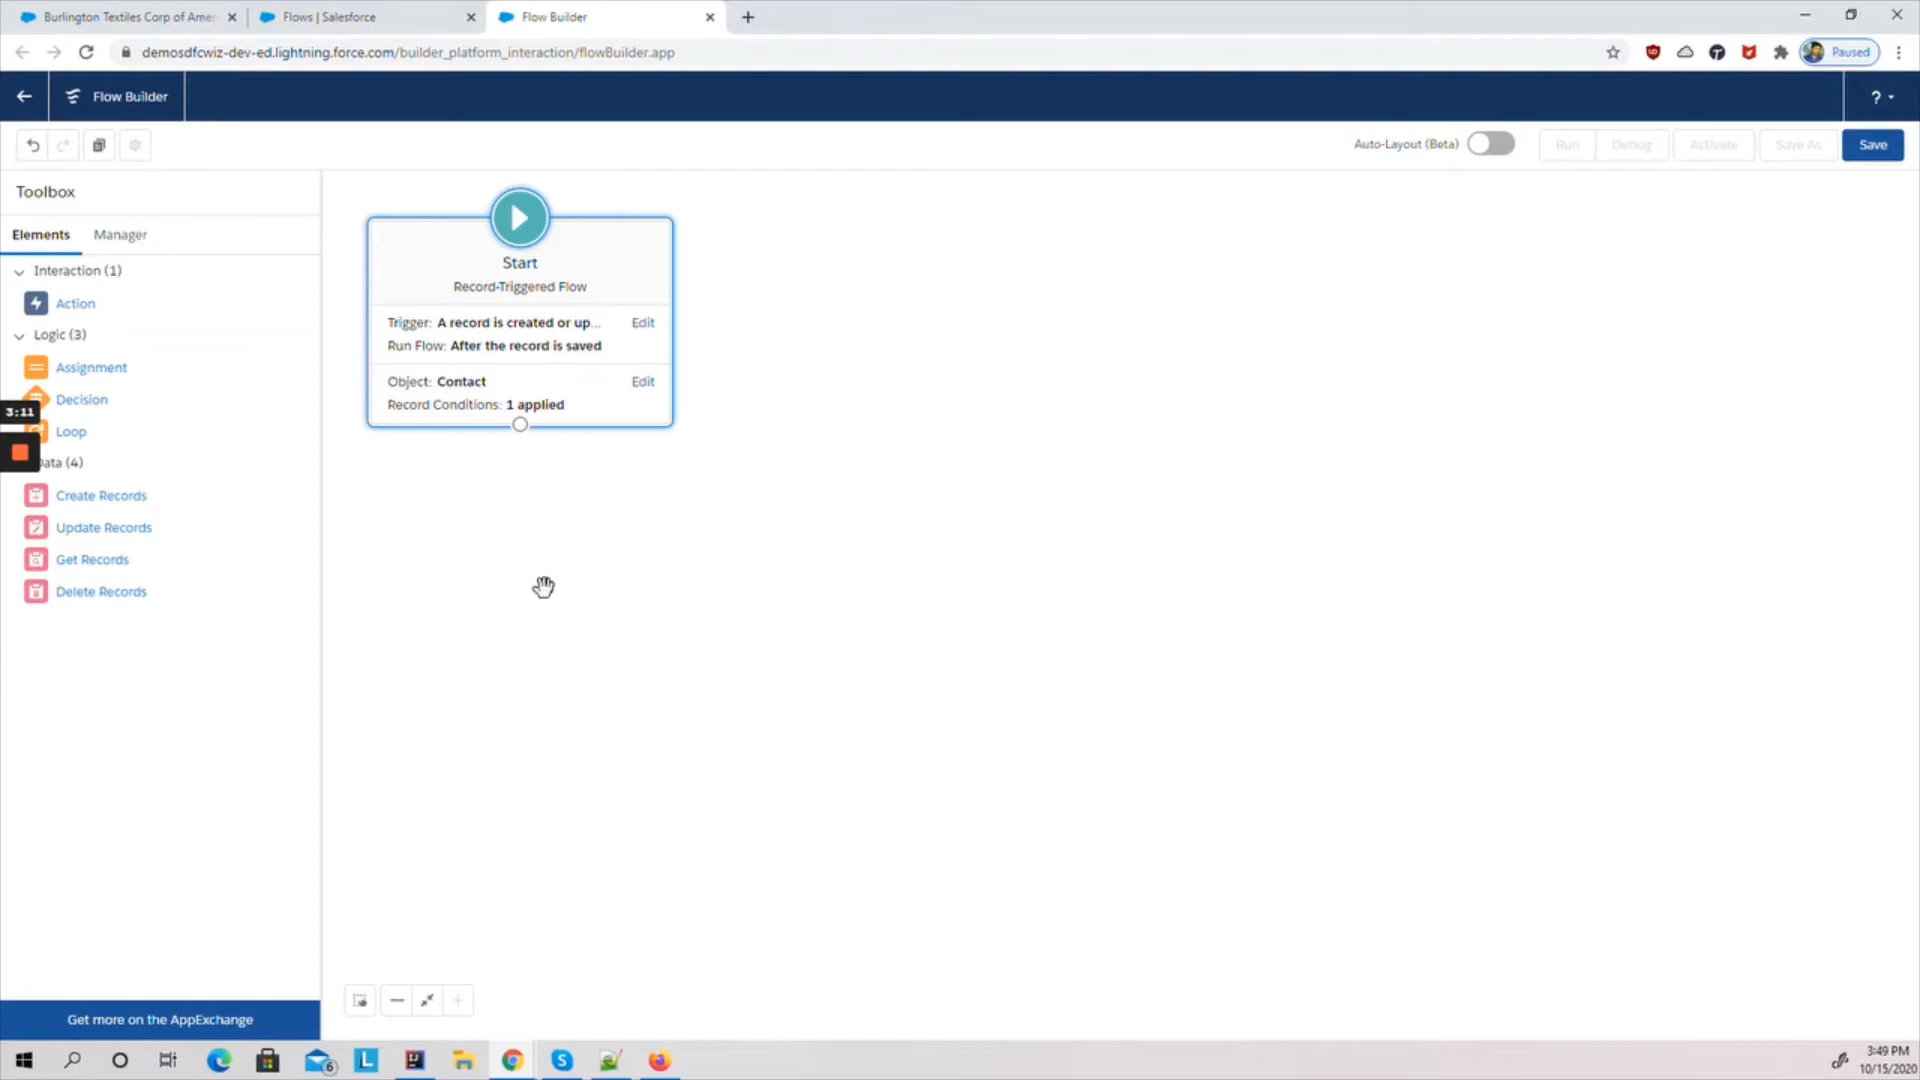 Burlington Textiles Corp of Amer
Flows | Salesforce
Flow Builder
demosdfcwiz-dev-ed.lightning.force.com/builder_platform_interaction/flowBuilder.app
Paused
Flow Builder
?
Auto-Layout (Beta)
Run
Debug
Activate
Save As
Save
Toolbox
Elements
Manager
Interaction (1)
Action
Logic (3)
Assignment
Decision
3:11
Loop
Data (4)
Create Records
Update Records
Get Records
Delete Records
Start
Record-Triggered Flow
Trigger: A record is created or up... Edit
Run Flow: After the record is saved
Object: Contact Edit
Record Conditions: 1 applied
Get more on the AppExchange
6
L
S
3:49 PM
10/15/2020